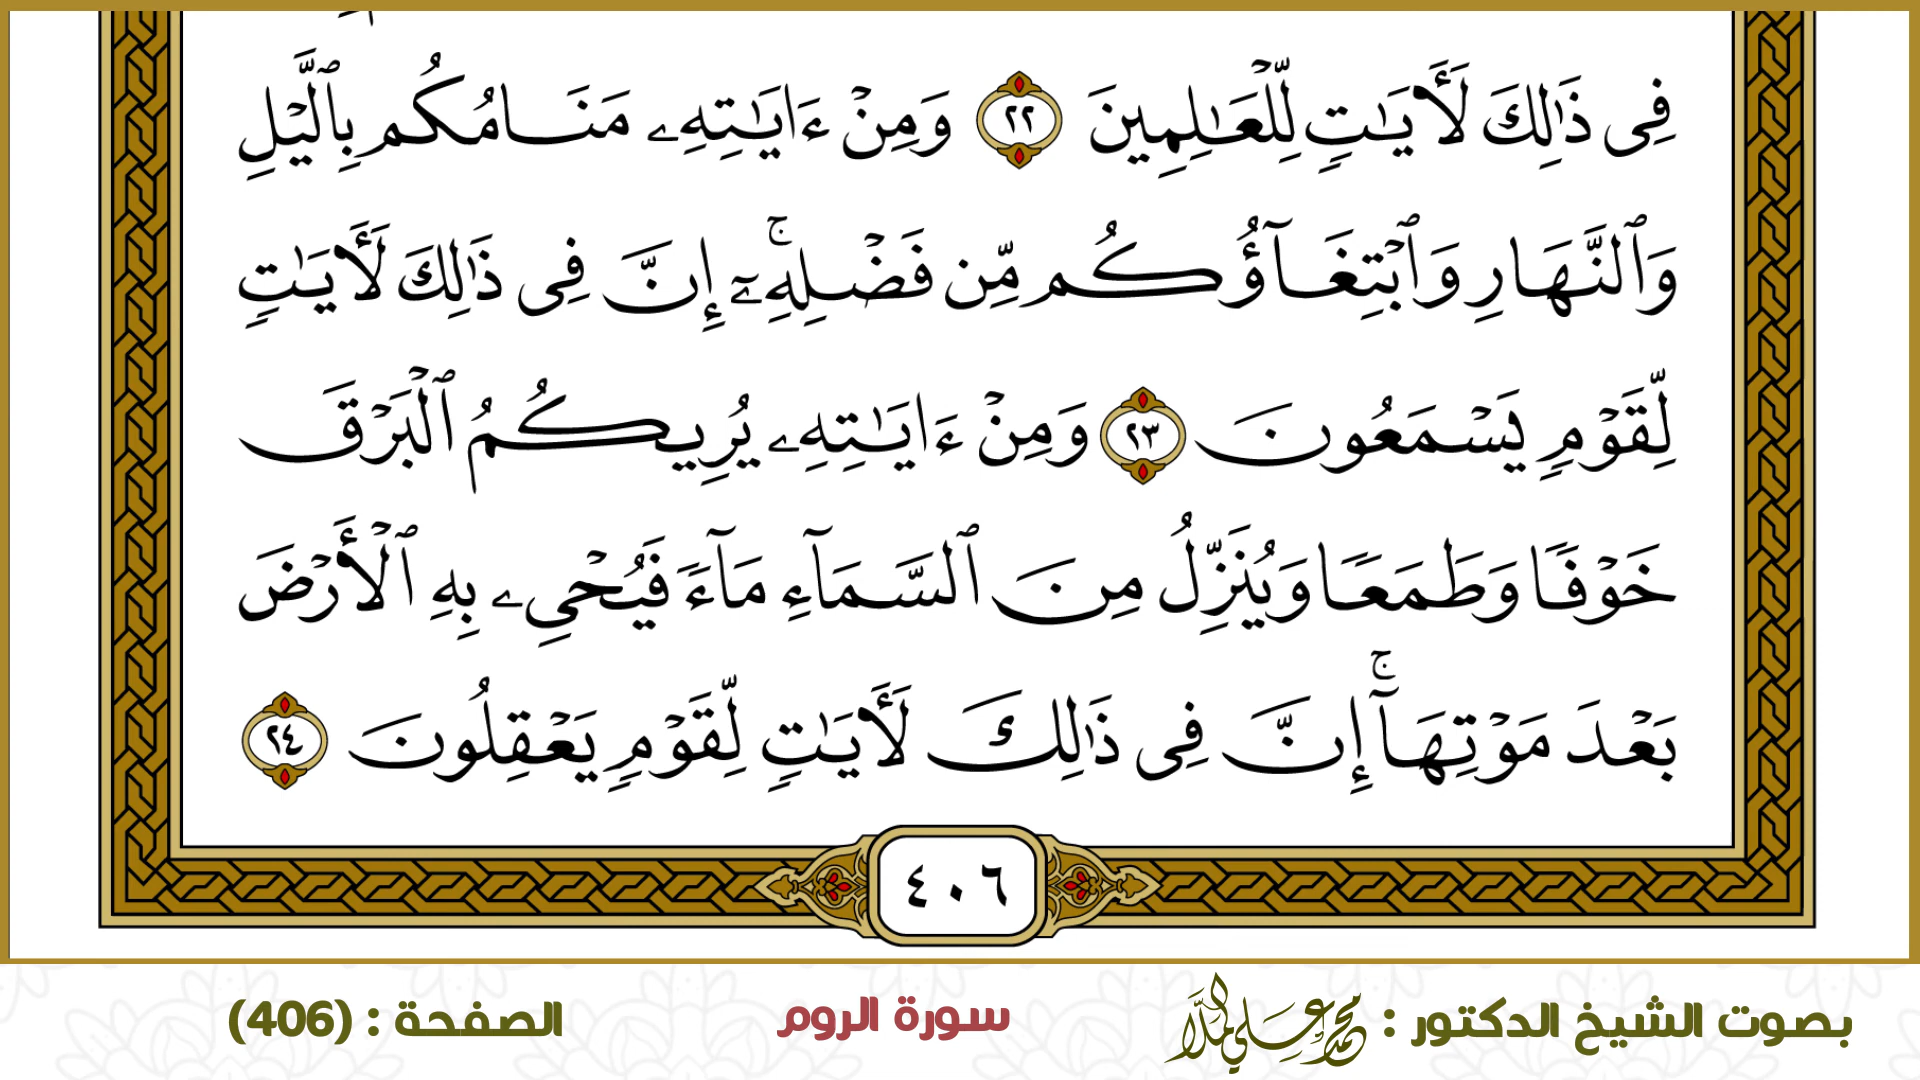 فِى ذَٰلِكَ لَأٓيَٰتٖ لِّلۡعَٰلِمِينَ ٢٢ وَمِنۡ ءَايَٰتِهِۦ مَنَامُكُم بِٱلَّيۡلِ
وَٱلنَّهَارِ وَٱبۡتِغَآؤُكُم مِّن فَضۡلِهِۦٓۚ إِنَّ فِى ذَٰلِكَ لَأٓيَٰتٖ
لِّقَوۡمٖ يَسۡمَعُونَ ٢٣ وَمِنۡ ءَايَٰتِهِۦ يُرِيكُمُ ٱلۡبَرۡقَ
خَوۡفٗا وَطَمَعٗا وَيُنَزِّلُ مِنَ ٱلسَّمَآءِ مَآءٗ فَيُحۡىِۦ بِهِ ٱلۡأَرۡضَ
بَعۡدَ مَوۡتِهَآۚ إِنَّ فِى ذَٰلِكَ لَأٓيَٰتٖ لِّقَوۡمٖ يَعۡقِلُونَ ٢٤
٤٠٦
بصوت الشيخ الدكتور : محمد علي الملا سورة الروم الصفحة : (406)